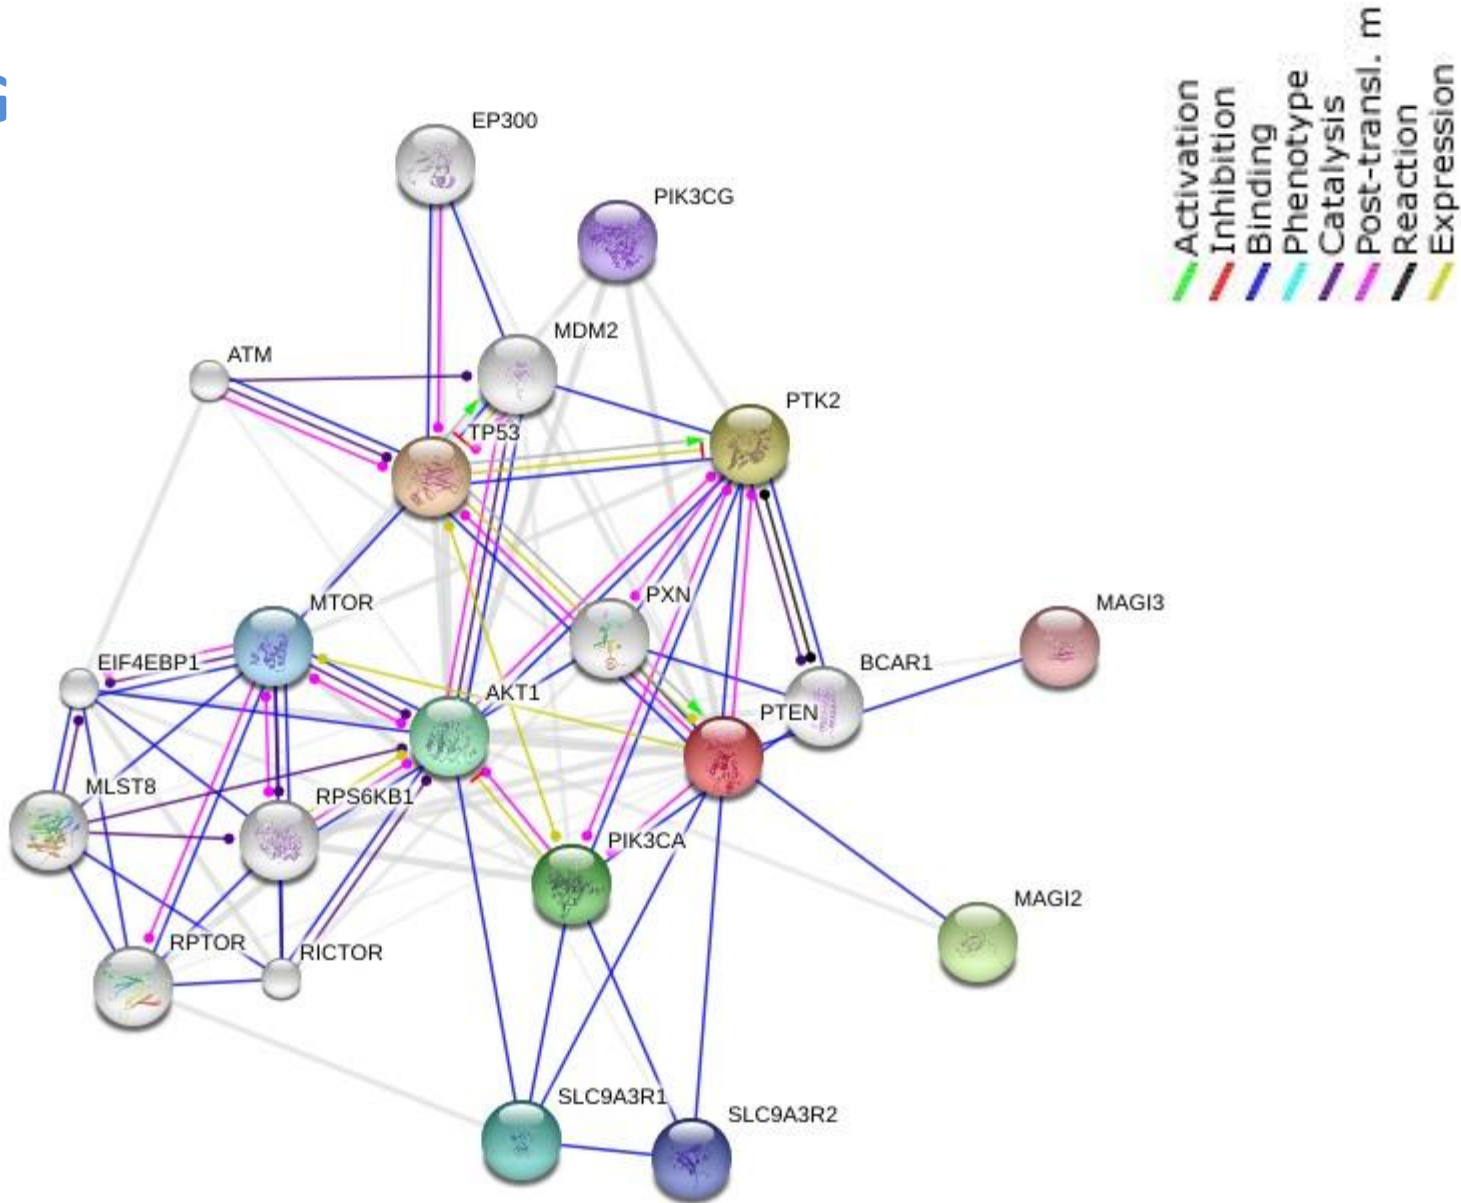 EP300
PIK3CG
MDM2
ATM
PTK2
TP53
PXN
MTOR
MAGI3
EIF4EBP1
BCAR1
AKT1
PTEN
MLST8
RPS6KB1
PIK3CA
MAGI2
RPTOR
RICTOR
SLC9A3R1
SLC9A3R2
Activation
Inhibition
Binding
Phenotype
Catalysis
Post-transl. m
Reaction
Expression